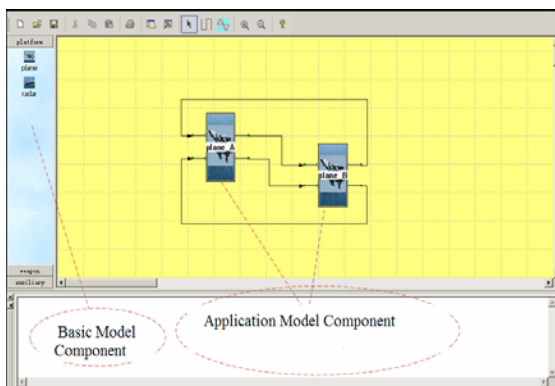 platform
plane
radar
plane_A
plane_B
weapon
auxiliary
Basic Model
Component
Application Model Component